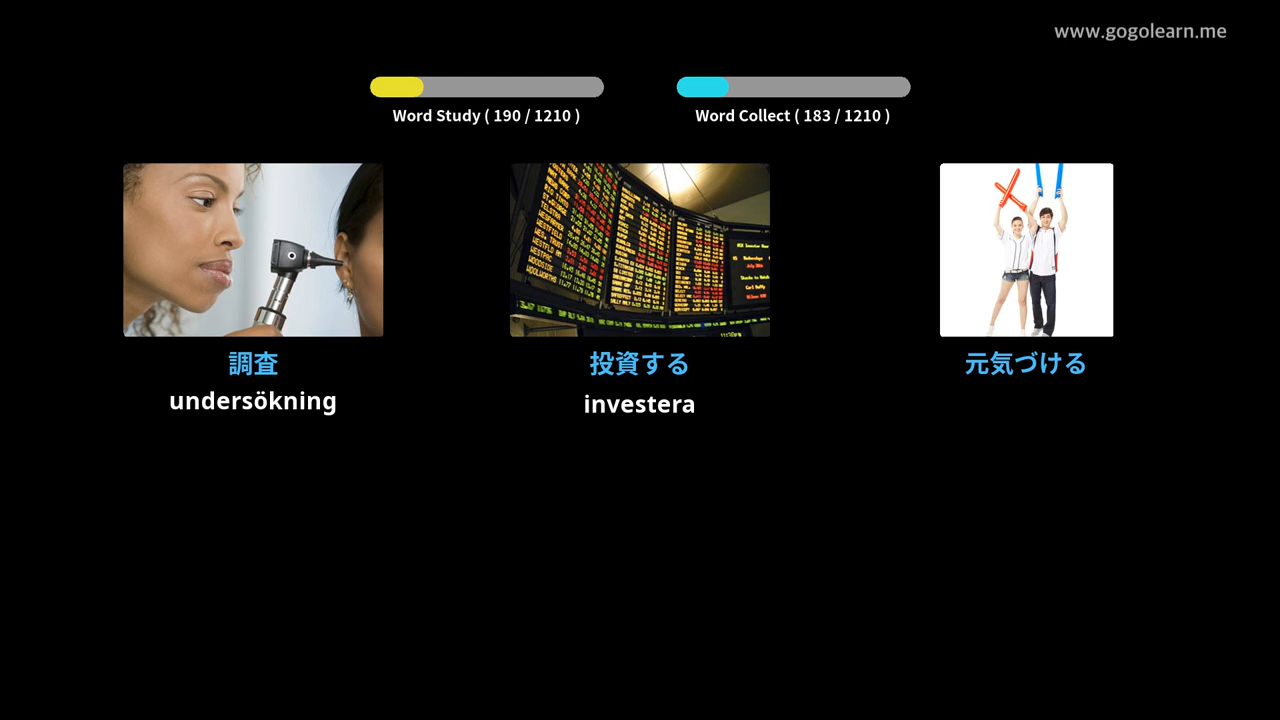 www.gogolearn.me
Word Study ( 190 / 1210 )
Word Collect ( 183 / 1210 )
調査
投資する
元気づける
undersökning
investera